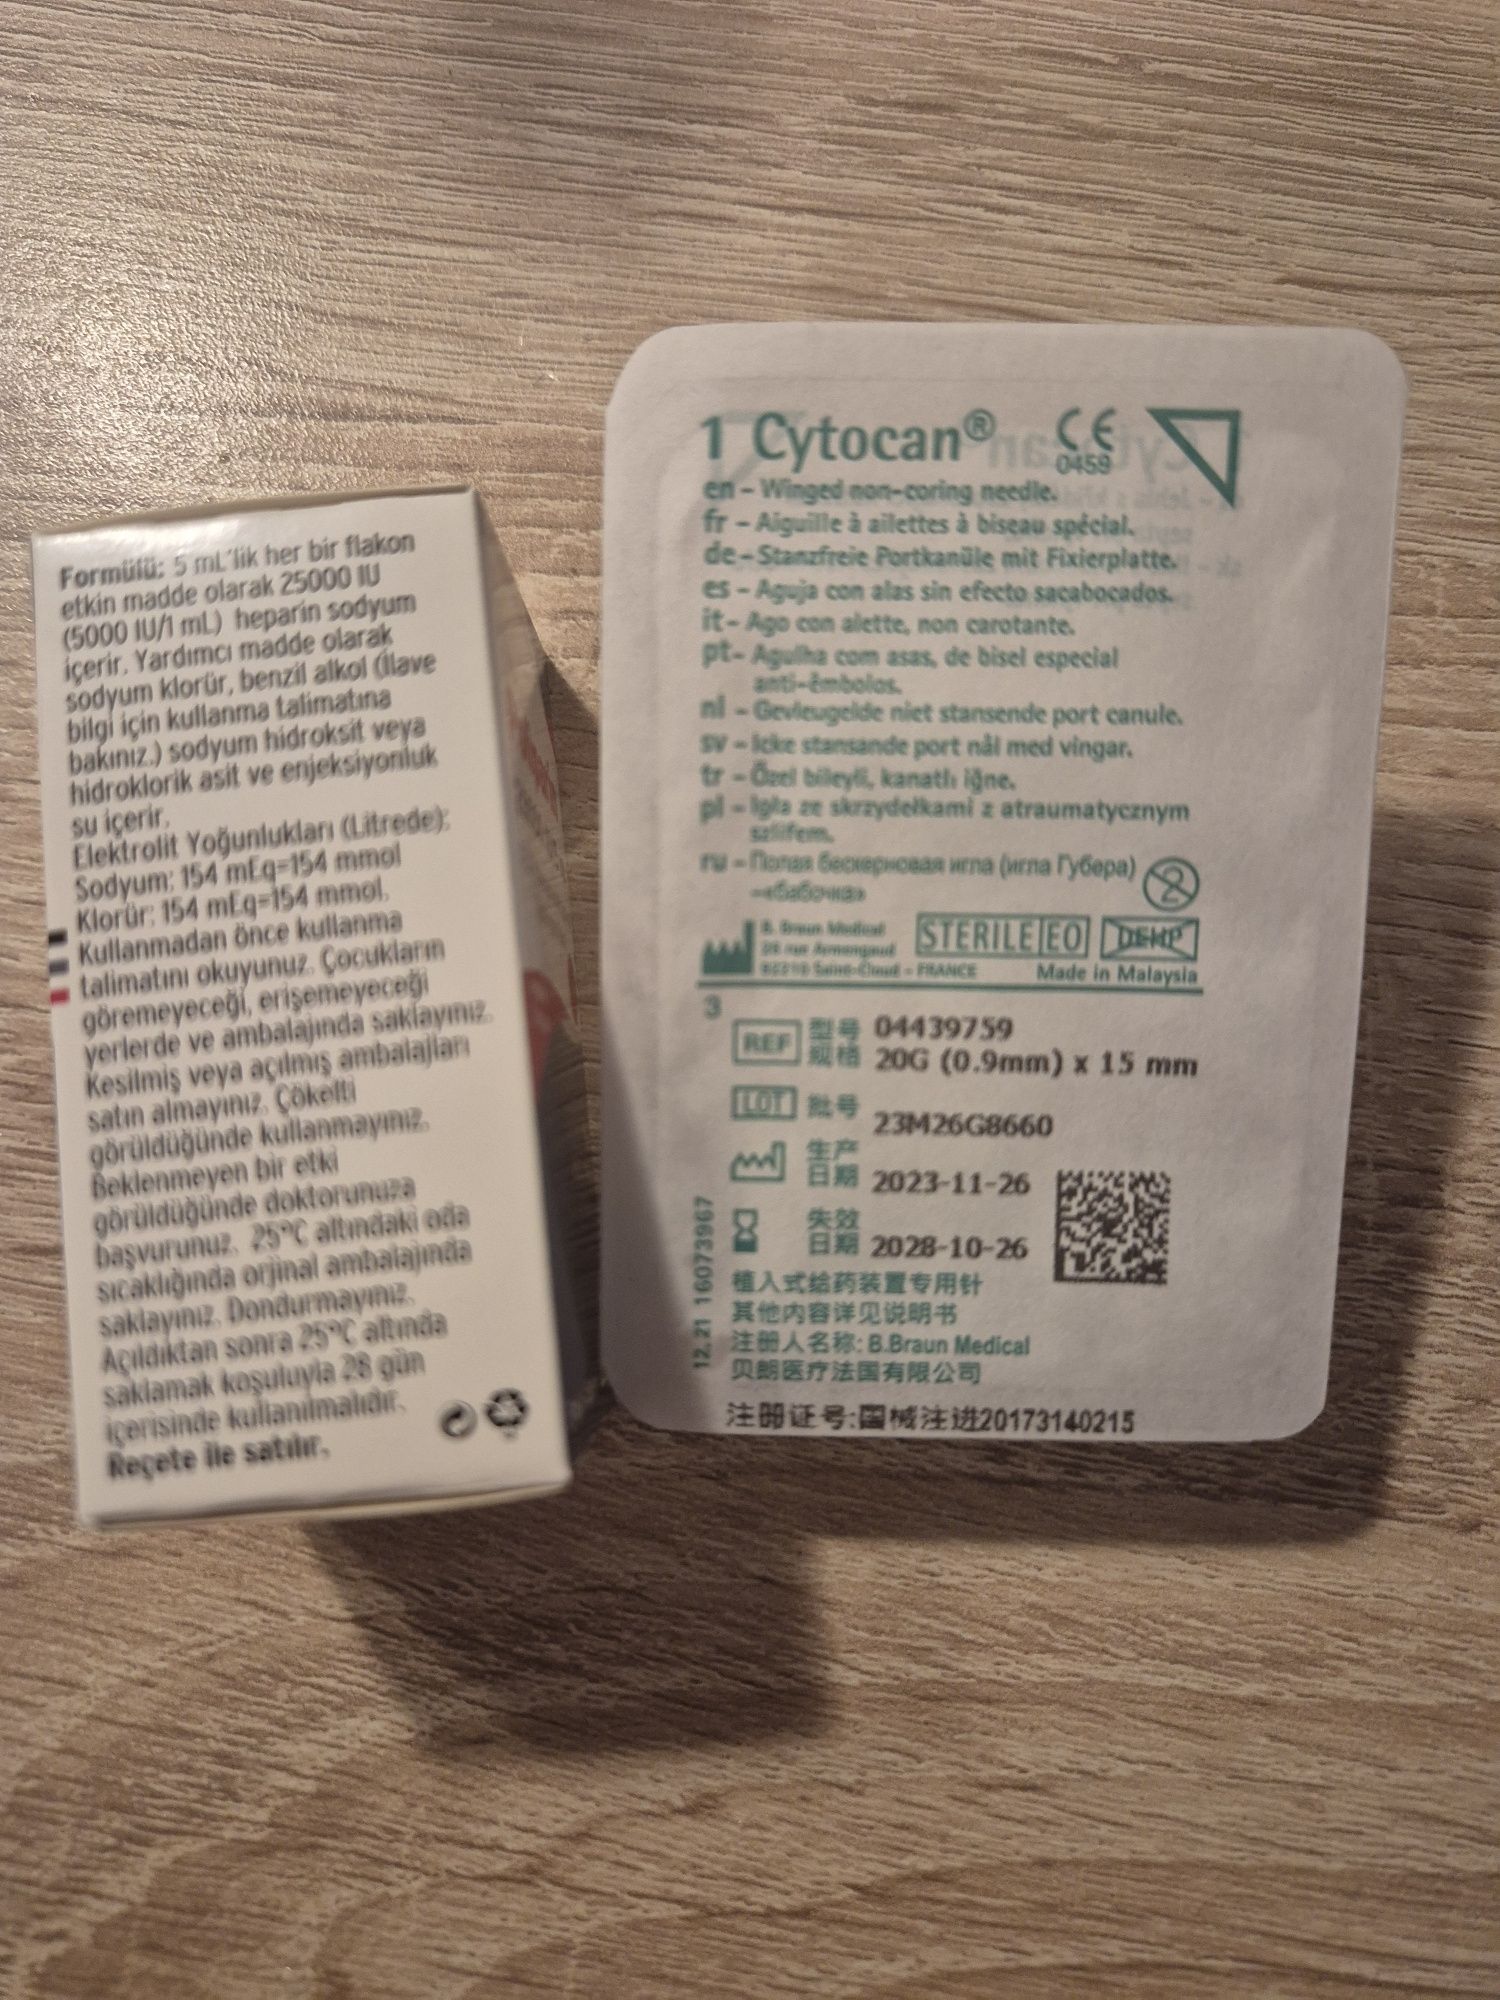 Formülü: 5 mL'lik her bir flakon
etkin madde olarak 25000 IU
(5000 IU/1 mL) heparin sodyum
içerir. Yardımcı madde olarak
sodyum klorür, benzil alkol (İlave
bilgi için kullanma talimatına
bakınız.) sodyum hidroksit veya
hidroklorik asit ve enjeksiyonluk
su içerir.
Elektrolit Yoğunlukları (Litrede):
Sodyum: 154 mEq=154 mmol
Klorür: 154 mEq=154 mmol.
Kullanmadan önce kullanma
talimatını okuyunuz. Çocukların
göremeyeceği, erişemeyeceği
yerlerde ve ambalajında saklayınız.
Kesilmiş veya açılmış ambalajları
satın almayınız. Çökelti
görüldüğünde kullanmayınız.
Beklenmeyen bir etki
görüldüğünde doktorunuza
başvurunuz. 25°C altındaki oda
sıcaklığında orjinal ambalajında
saklayınız. Dondurmayınız.
Açıldıktan sonra 25°C altında
saklamak koşuluyla 28 gün
içerisinde kullanılmalıdır.
Reçete ile satılır.
1 Cytocan® CE
0459
en - Winged non-coring needle.
fr - Aiguille à ailettes à biseau spécial.
de - Stanzfreie Portkanüle mit Fixierplatte.
es - Aguja con alas sin efecto sacabocados.
it - Ago con alette, non carotante.
pt - Agulha com asas, de bisel especial
anti-êmbolos.
nl - Gevleugelde niet stansende port canule.
sv - Icke stansande port nål med vingar.
tr - Özel bileyli, kanatlı iğne.
pl - Igła ze skrzydełkami z atraumatycznym
szlifem.
ru - Полая бескерновая игла (игла Губера)
-«бабочка»
2
B. Braun Medical
26 rue Armengaud
92210 Saint-Cloud - FRANCE
STERILE EO DEHP
Made in Malaysia
3
REF 型号 04439759
规格 20G (0.9mm) x 15 mm
LOT 批号 23M26G8660
生产
日期 2023-11-26
失效
日期 2028-10-26
12.21 16073967
植入式给药装置专用针
其他内容详见说明书
注册人名称: B.Braun Medical
贝朗医疗法国有限公司
注册证号:国械注进20173140215